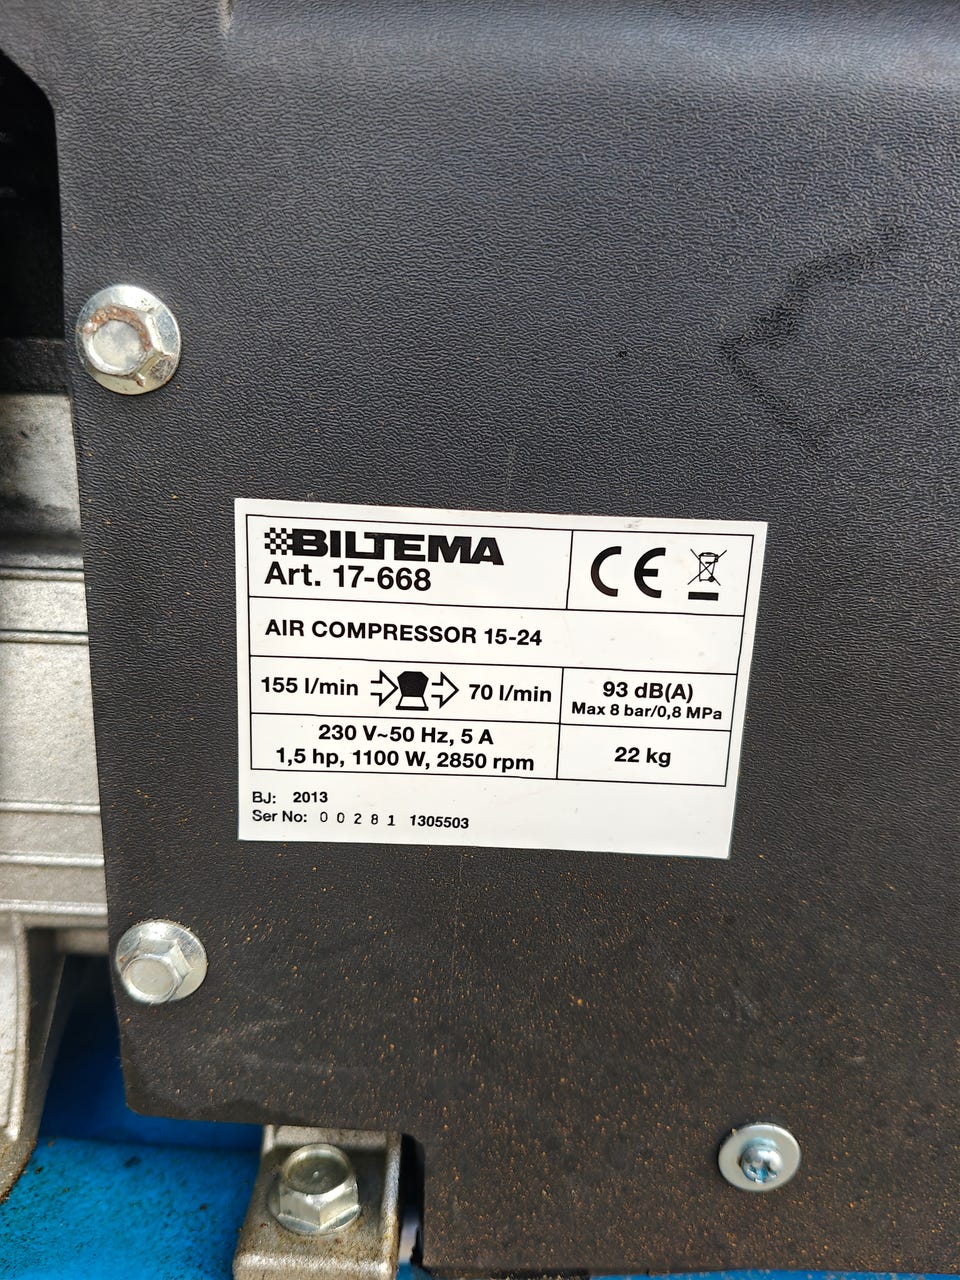 BILTEMA
Art. 17-668
CE
AIR COMPRESSOR 15-24
155 l/min 70 l/min
93 dB(A)
Max 8 bar/0,8 MPa
230 V~50 Hz, 5 A
1,5 hp, 1100 W, 2850 rpm
22 kg
BJ: 2013
Ser No: 0 0 2 8 1 1305503